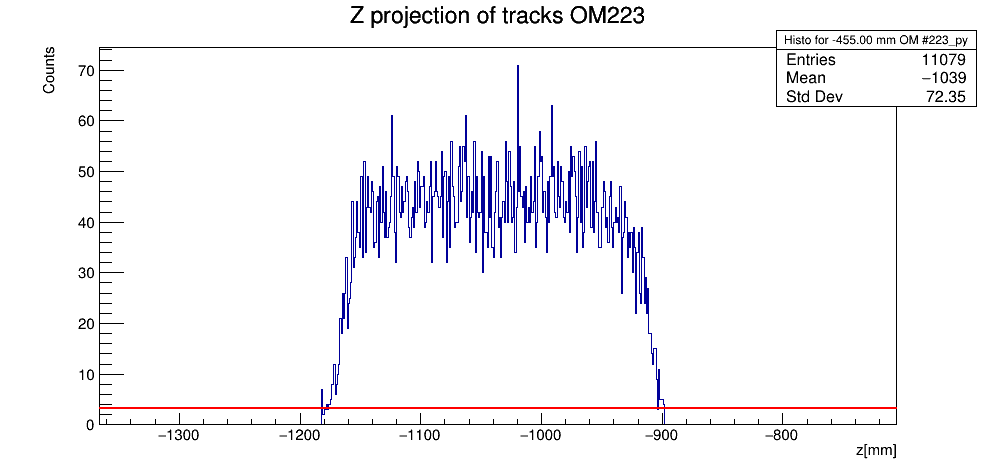 Z projection of tracks OM223
Histo for -455.00 mm OM #223_py
Entries 11079
Mean −1039
Std Dev 72.35
Counts
70
60
50
40
30
20
10
0
−1300 −1200 −1100 −1000 −900 −800
z[mm]